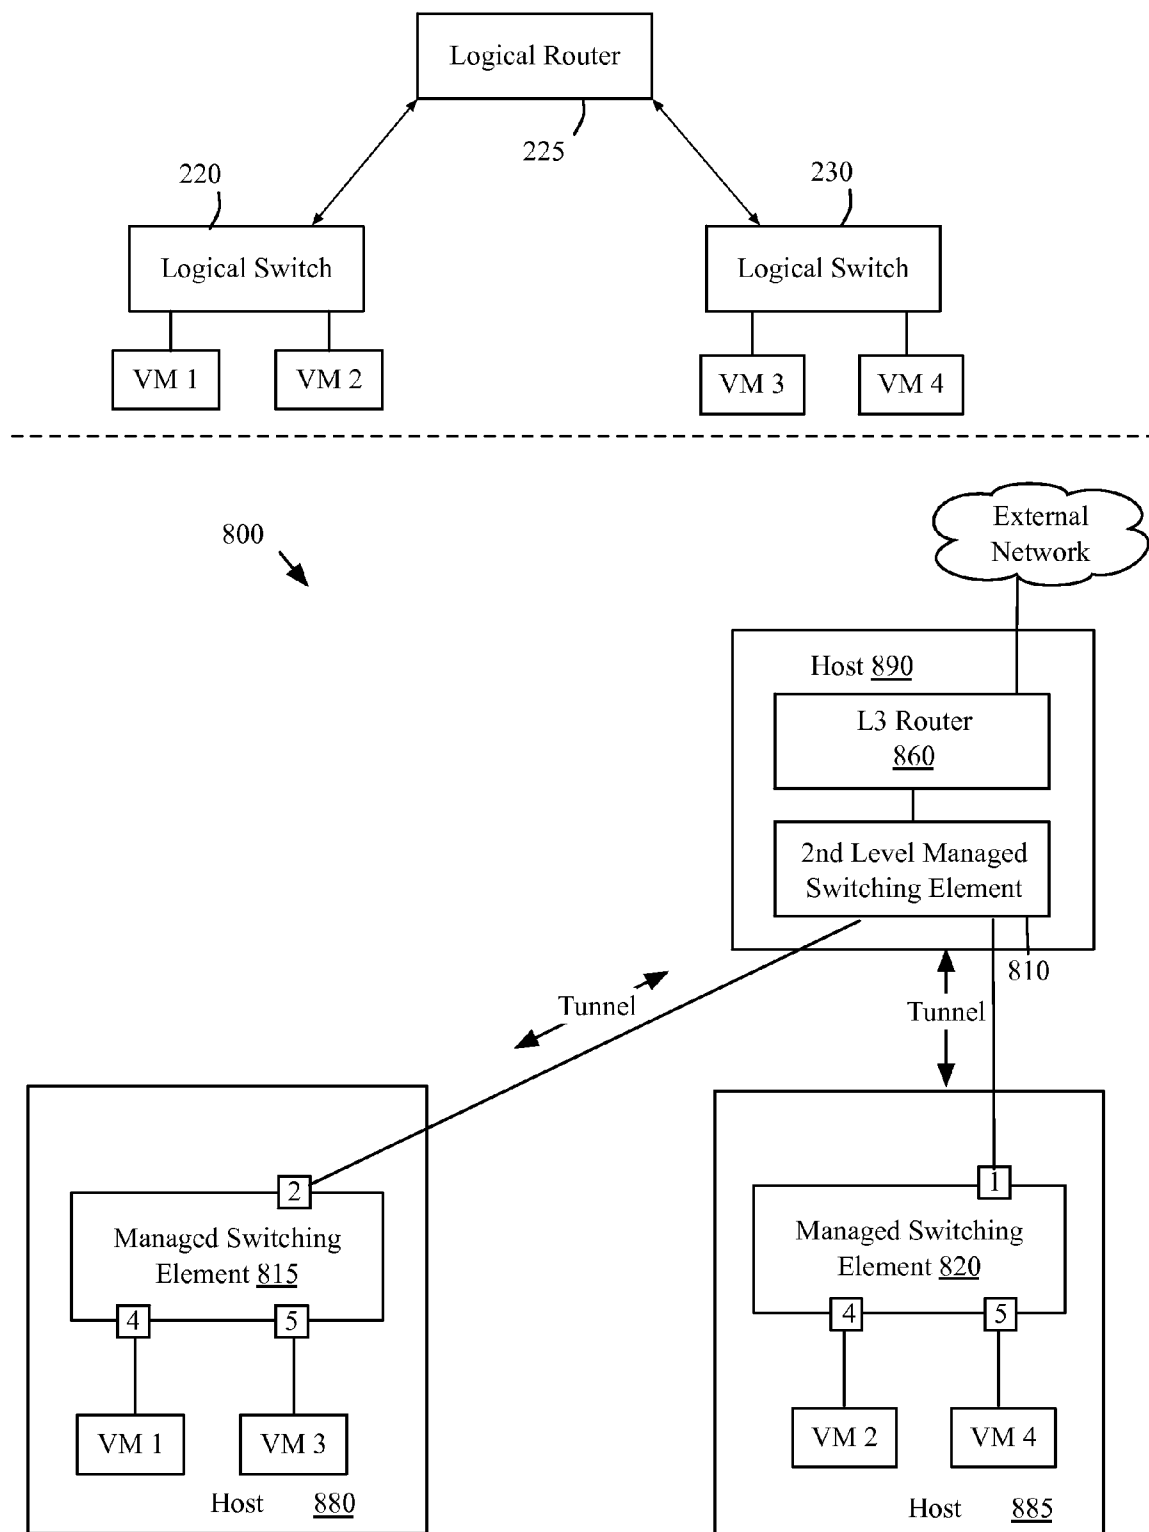 Logical Router
225
220
230
Logical Switch
Logical Switch
VM 1
VM 2
VM 3
VM 4
800
External
Network
Host 890
L3 Router
860
2nd Level Managed
Switching Element
810
Tunnel
Tunnel
2
Managed Switching
Element 815
4
5
VM 1
VM 3
Host 880
1
Managed Switching
Element 820
4
5
VM 2
VM 4
Host 885